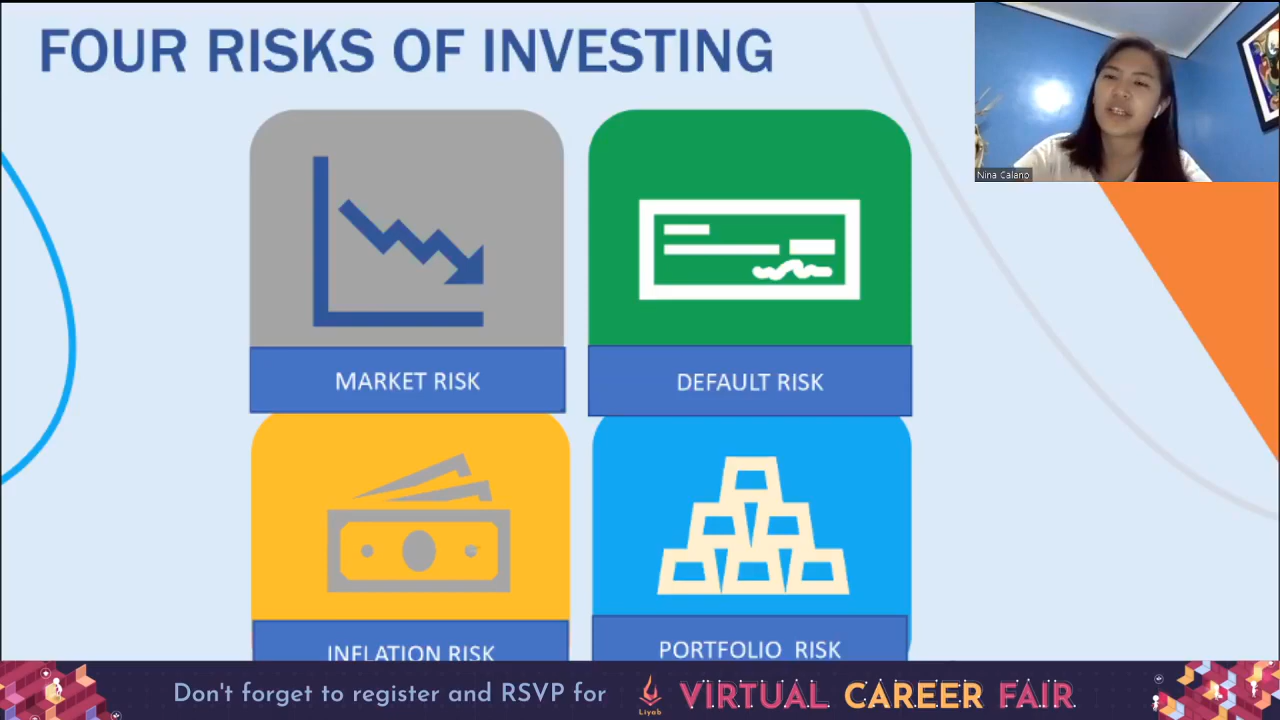 FOUR RISKS OF INVESTING
Nina Calano
MARKET RISK
DEFAULT RISK
INFLATION RISK
PORTFOLIO RISK
Don't forget to register and RSVP for
Liyab
VIRTUAL CAREER FAIR